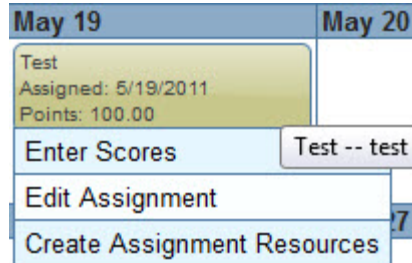 May 19
May 20
Test
Assigned: 5/19/2011
Points: 100.00
Enter Scores
Test -- test
Edit Assignment
27
Create Assignment Resources